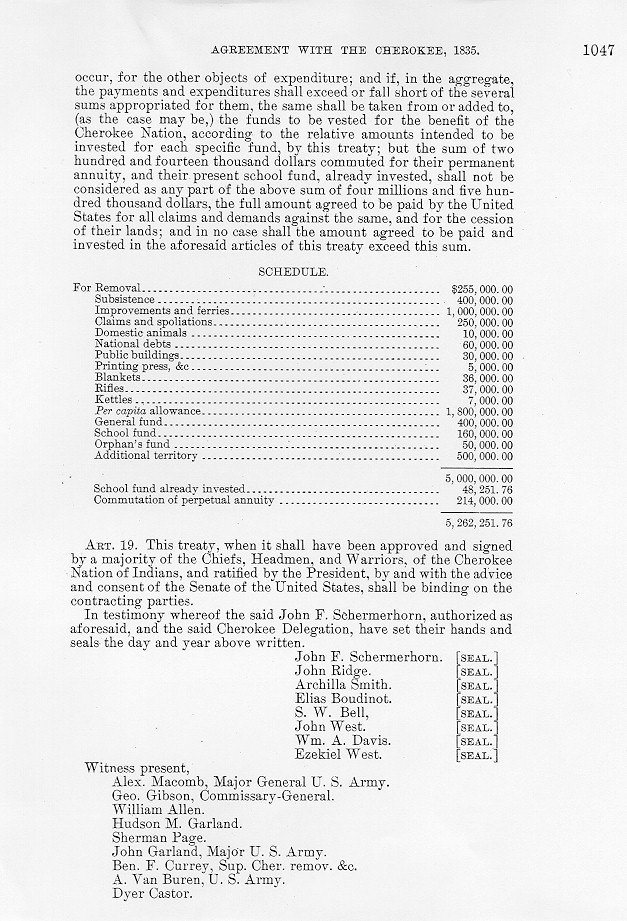 AGREEMENT WITH THE CHEROKEE, 1835. 1047
occur, for the other objects of expenditure; and if, in the aggregate,
the payments and expenditures shall exceed or fall short of the several
sums appropriated for them, the same shall be taken from or added to,
(as the case may be,) the funds to be vested for the benefit of the
Cherokee Nation, according to the relative amounts intended to be
invested for each specific fund, by this treaty; but the sum of two
hundred and fourteen thousand dollars commuted for their permanent
annuity, and their present school fund, already invested, shall not be
considered as any part of the above sum of four millions and five hun-
dred thousand dollars, the full amount agreed to be paid by the United
States for all claims and demands against the same, and for the cession
of their lands; and in no case shall the amount agreed to be paid and
invested in the aforesaid articles of this treaty exceed this sum.
SCHEDULE.
For Removal $255,000.00
Subsistence 400,000.00
Improvements and ferries 1,000,000.00
Claims and spoliations 250,000.00
Domestic animals 10,000.00
National debts 60,000.00
Public buildings 30,000.00
Printing press, &c 5,000.00
Blankets 36,000.00
Rifles 37,000.00
Kettles 7,000.00
Per capita allowance 1,800,000.00
General fund 400,000.00
School fund 160,000.00
Orphan's fund 50,000.00
Additional territory 500,000.00
5,000,000.00
School fund already invested 48,251.76
Commutation of perpetual annuity 214,000.00
5,262,251.76
ART. 19. This treaty, when it shall have been approved and signed
by a majority of the Chiefs, Headmen, and Warriors, of the Cherokee
Nation of Indians, and ratified by the President, by and with the advice
and consent of the Senate of the United States, shall be binding on the
contracting parties.
In testimony whereof the said John F. Schermerhorn, authorized as
aforesaid, and the said Cherokee Delegation, have set their hands and
seals the day and year above written.
John F. Schermerhorn. [SEAL.]
John Ridge. [SEAL.]
Archilla Smith. [SEAL.]
Elias Boudinot. [SEAL.]
S. W. Bell, [SEAL.]
John West. [SEAL.]
Wm. A. Davis. [SEAL.]
Ezekiel West. [SEAL.]
Witness present,
Alex. Macomb, Major General U. S. Army.
Geo. Gibson, Commissary-General.
William Allen.
Hudson M. Garland.
Sherman Page.
John Garland, Major U. S. Army.
Ben. F. Currey, Sup. Cher. remov. &c.
A. Van Buren, U. S. Army.
Dyer Castor.